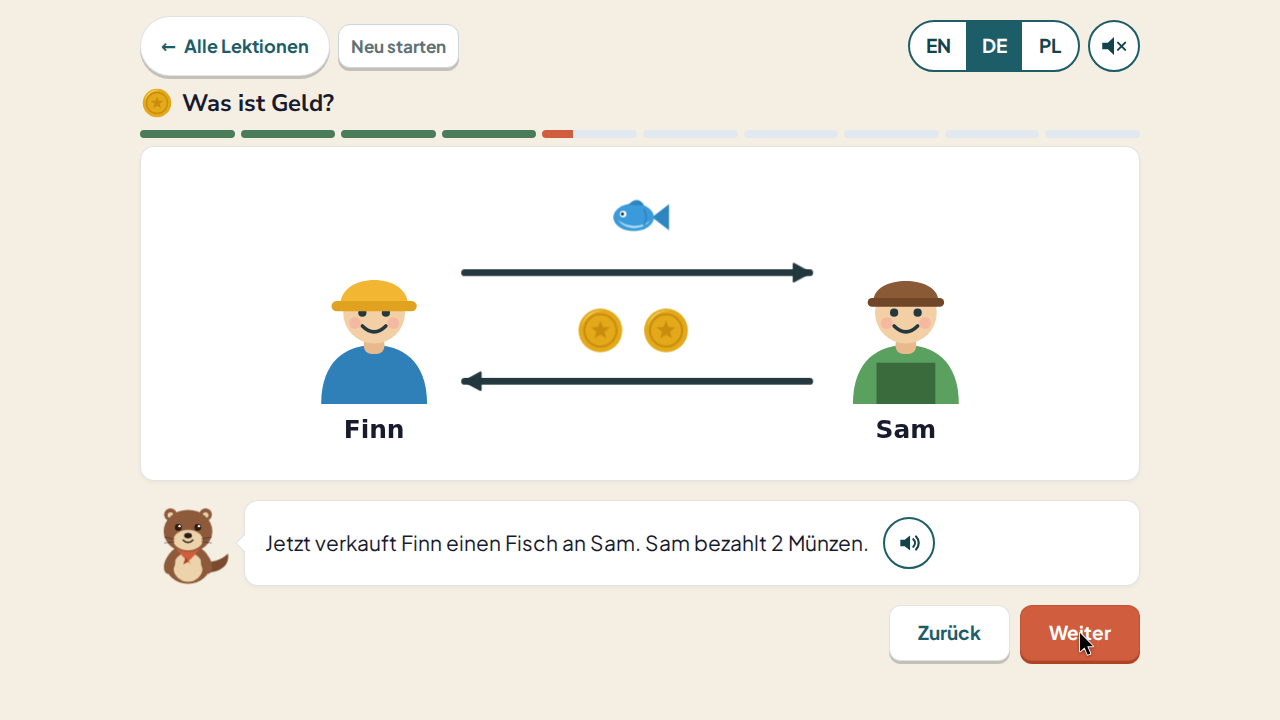 ← Alle Lektionen
Neu starten
EN DE PL
Was ist Geld?
Finn
Sam
Jetzt verkauft Finn einen Fisch an Sam. Sam bezahlt 2 Münzen.
Zurück
Weiter